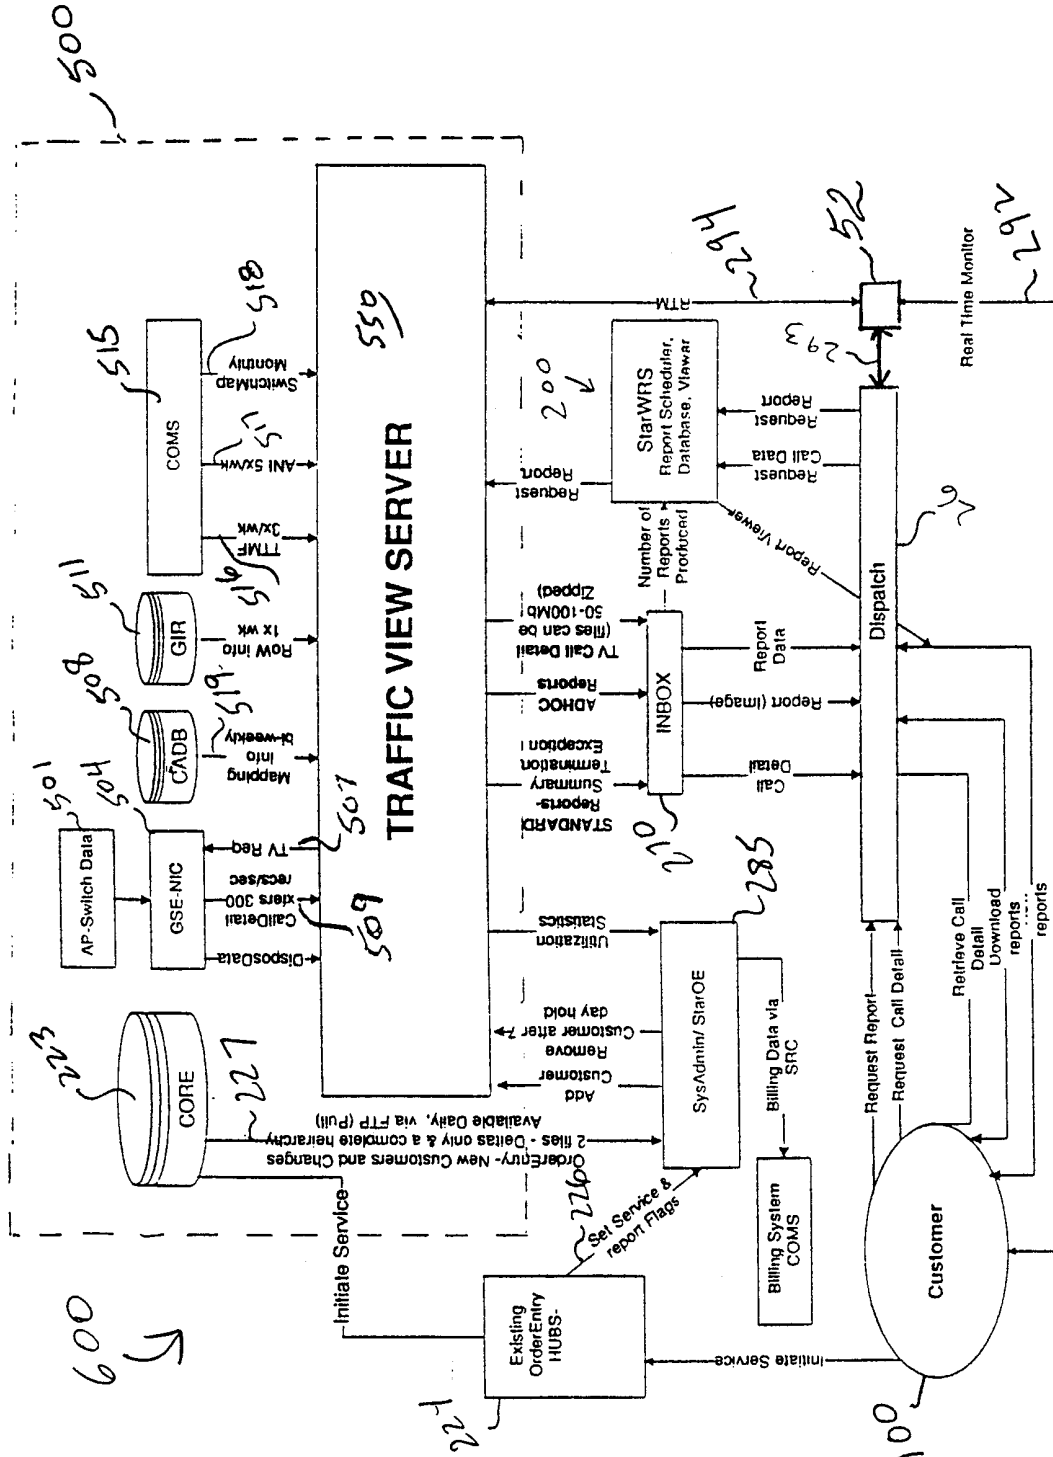 500
600
223
CORE
227
AP-Switch Data
501
GSE-NIC
504
CADB
508
GIR
511
COMS
515
Initiate Service
OrderEntry- New Customers and Changes
2 files - Deltas only & a complete heirarchy
Available Daily, via FTP (Pull)
DisposData
CallDetail
xfers 300
recs/sec
509
TV Req
507
Mapping
Info
bi-weekly
519
RoW info
1x wk
TTMF
3x/wk
516
ANI 5x/wk
517
SwitchMap
Monthly
518
TRAFFIC VIEW SERVER
550
Add
Customer
Remove
Customer after 7
day hold
Utilization
Statistics
STANDARD
Reports-
Summary
Termination
Exception
ADHOC
Reports
TV Call Detail
(files can be
50-100Mb
Zipped)
Request
Report
RTM
294
224
Existing
OrderEntry
HUBS-
226
Set Service &
report Flags
SysAdmin/ StarOE
285
270
INBOX
Number of
Reports
Produced
200
StarWRS
Report Scheduler,
Database, Viewer
Billing Data via
SRC
Billing System
COMS
Call
Detail
Report (Image)
Report
Data
Report Viewer
Request
Call Data
Request
Report
293
52
Dispatch
26
Real Time Monitor
292
Initiate Service
Request Report
Request Call Detail
Retrieve Call
Detail
Download
reports
reports
Customer
100